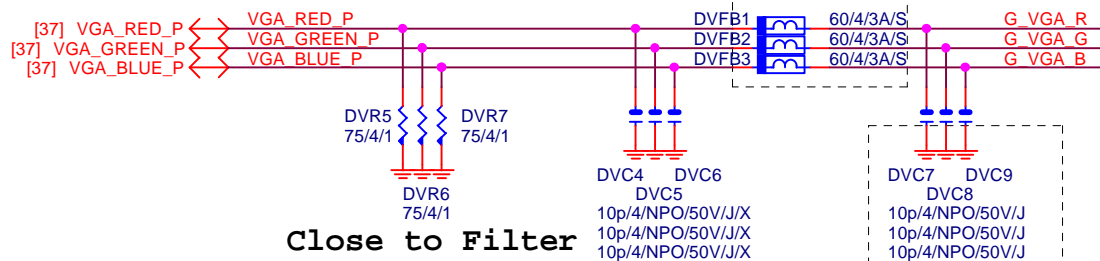 [37] VGA_RED_P VGA_RED_P DVFB1 60/4/3A/S G_VGA_R
[37] VGA_GREEN_P VGA_GREEN_P DVFB2 60/4/3A/S G_VGA_G
[37] VGA_BLUE_P VGA_BLUE_P DVFB3 60/4/3A/S G_VGA_B
DVR5 DVR7
75/4/1 75/4/1
DVC4 DVC6 DVC7 DVC9
DVR6 DVC5 DVC8
75/4/1 10p/4/NPO/50V/J/X 10p/4/NPO/50V/J
10p/4/NPO/50V/J/X 10p/4/NPO/50V/J
Close to Filter 10p/4/NPO/50V/J/X 10p/4/NPO/50V/J